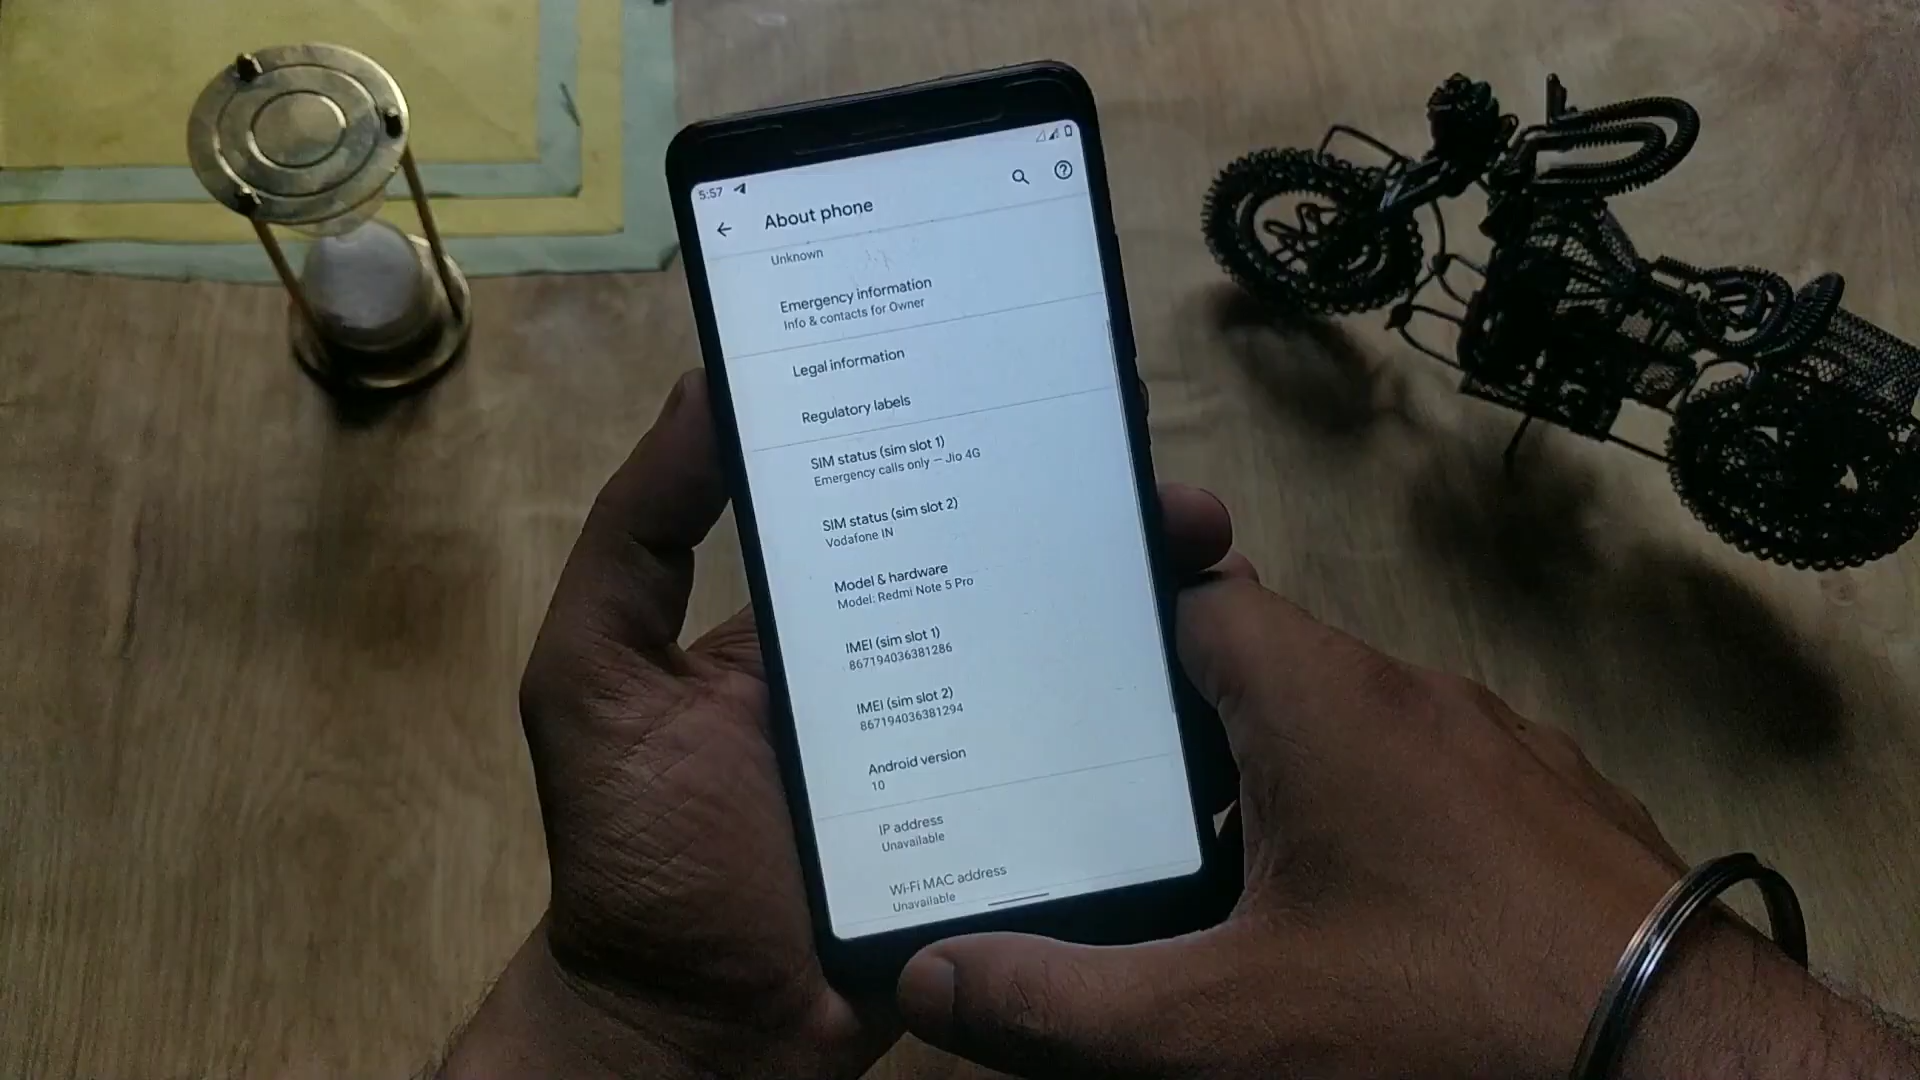 5:57
About phone
Unknown
Emergency information
Info & contacts for Owner
Legal information
Regulatory labels
SIM status (sim slot 1)
Emergency calls only — Jio 4G
SIM status (sim slot 2)
Vodafone IN
Model & hardware
Model: Redmi Note 5 Pro
IMEI (sim slot 1)
867194036381286
IMEI (sim slot 2)
867194036381294
Android version
10
IP address
Unavailable
Wi-Fi MAC address
Unavailable